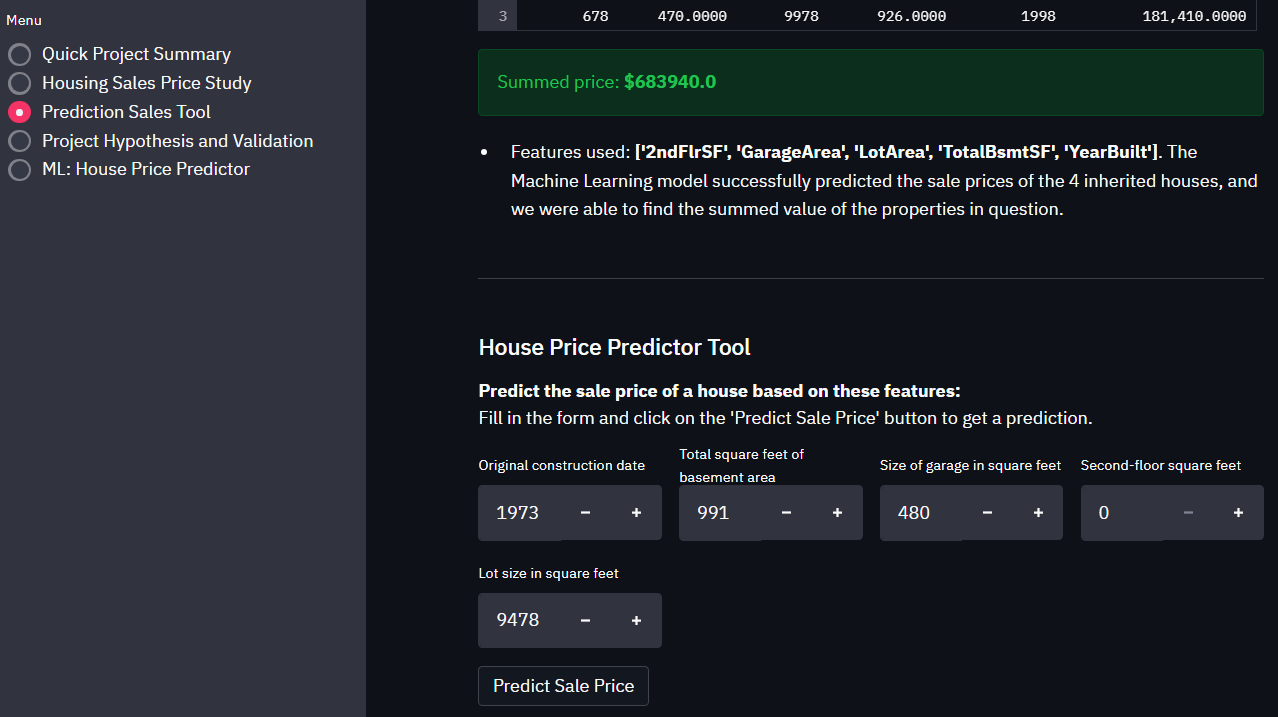 Menu
Quick Project Summary
Housing Sales Price Study
Prediction Sales Tool
Project Hypothesis and Validation
ML: House Price Predictor
3 678 470.0000 9978 926.0000 1998 181,410.0000
Summed price: $683940.0
Features used: ['2ndFlrSF', 'GarageArea', 'LotArea', 'TotalBsmtSF', 'YearBuilt']. The
Machine Learning model successfully predicted the sale prices of the 4 inherited houses, and
we were able to find the summed value of the properties in question.
House Price Predictor Tool
Predict the sale price of a house based on these features:
Fill in the form and click on the 'Predict Sale Price' button to get a prediction.
Original construction date
1973 − +
Total square feet of
basement area
991 − +
Size of garage in square feet
480 − +
Second-floor square feet
0 − +
Lot size in square feet
9478 − +
Predict Sale Price